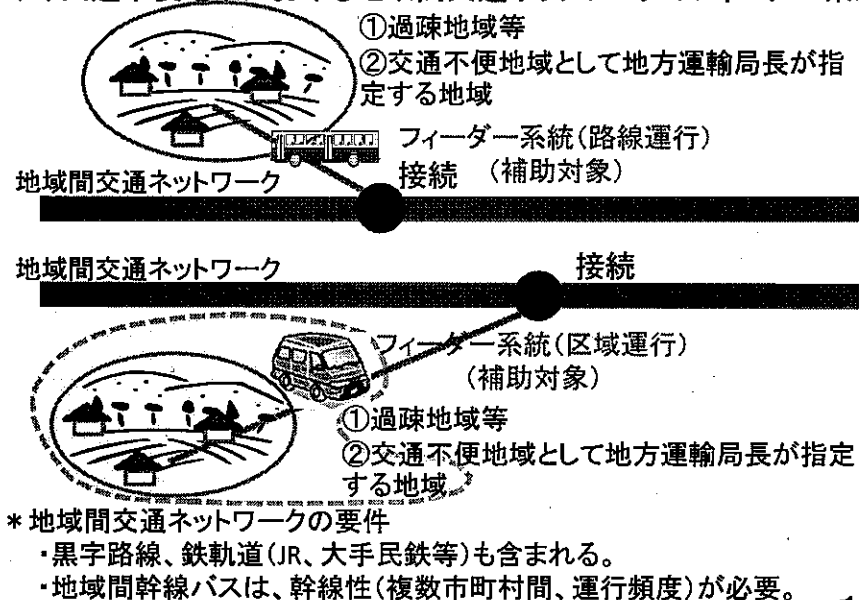 ①過疎地域等
②交通不便地域として地方運輸局長が指
定する地域
フィーダー系統(路線運行)
接続 (補助対象)
地域間交通ネットワーク
地域間交通ネットワーク
接続
フィーダー系統(区域運行)
(補助対象)
①過疎地域等
②交通不便地域として地方運輸局長が指定
する地域
*地域間交通ネットワークの要件
・黒字路線、鉄軌道(JR、大手民鉄等)も含まれる。
・地域間幹線バスは、幹線性(複数市町村間、運行頻度)が必要。